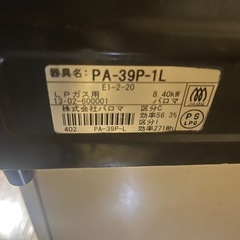 器具名: PA-39P-1L
E1-2-20
LPガス用 8.40kW
13-02-600001 パロマ
株式会社パロマ 区分C
効率56.3%
区分I
402 PA-39P-L 効率271Wh
PS
LPG